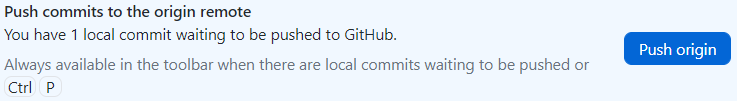 Push commits to the origin remote
You have 1 local commit waiting to be pushed to GitHub.
Push origin
Always available in the toolbar when there are local commits waiting to be pushed or
Ctrl P